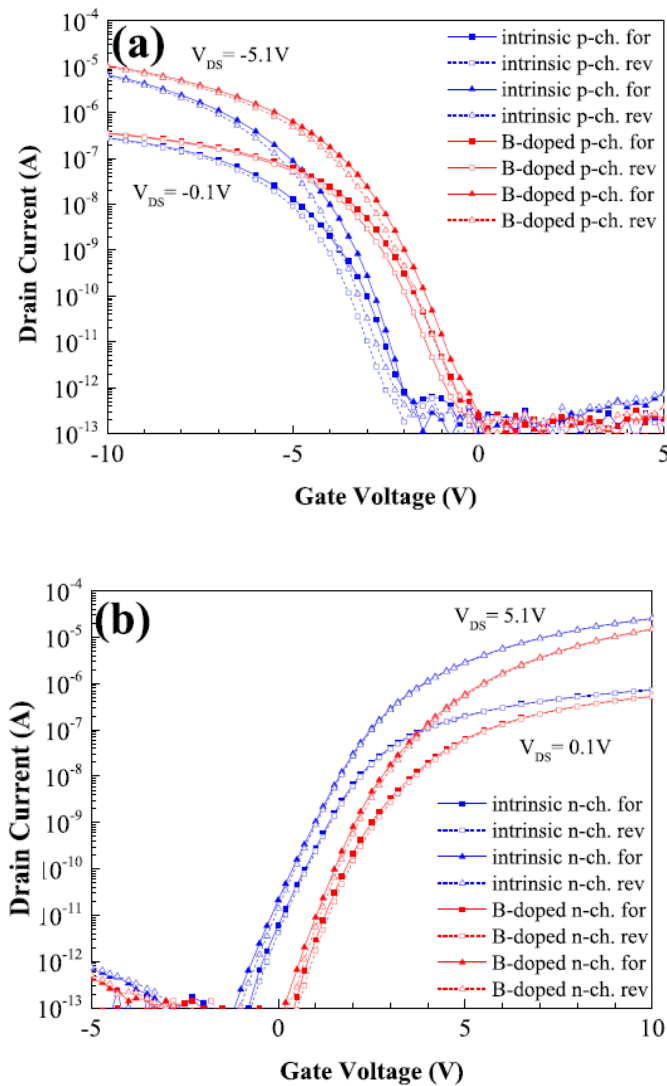 (a)
V_DS = -5.1V
V_DS = -0.1V
intrinsic p-ch. for
intrinsic p-ch. rev
intrinsic p-ch. for
intrinsic p-ch. rev
B-doped p-ch. for
B-doped p-ch. rev
B-doped p-ch. for
B-doped p-ch. rev
Drain Current (A)
10^-4
10^-5
10^-6
10^-7
10^-8
10^-9
10^-10
10^-11
10^-12
10^-13
-10 -5 0 5
Gate Voltage (V)
(b)
V_DS= 5.1V
V_DS= 0.1V
intrinsic n-ch. for
intrinsic n-ch. rev
intrinsic n-ch. for
intrinsic n-ch. rev
B-doped n-ch. for
B-doped n-ch. rev
B-doped n-ch. for
B-doped n-ch. rev
Drain Current (A)
10^-4
10^-5
10^-6
10^-7
10^-8
10^-9
10^-10
10^-11
10^-12
10^-13
-5 0 5 10
Gate Voltage (V)